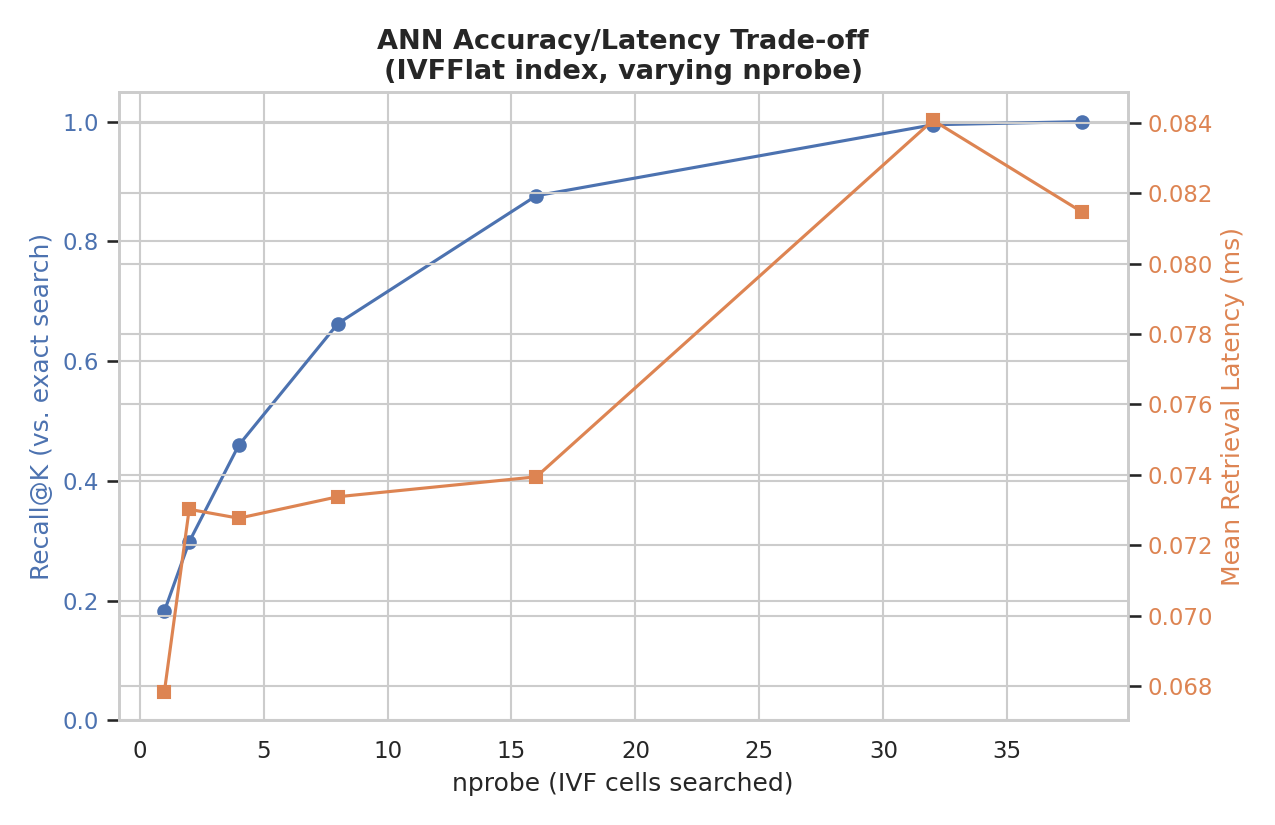 ANN Accuracy/Latency Trade-off
(IVFFlat index, varying nprobe)
Recall@K (vs. exact search)
1.0
0.8
0.6
0.4
0.2
0.0
0.084
0.082
0.080
0.078
0.076
0.074
0.072
0.070
0.068
Mean Retrieval Latency (ms)
0 5 10 15 20 25 30 35
nprobe (IVF cells searched)